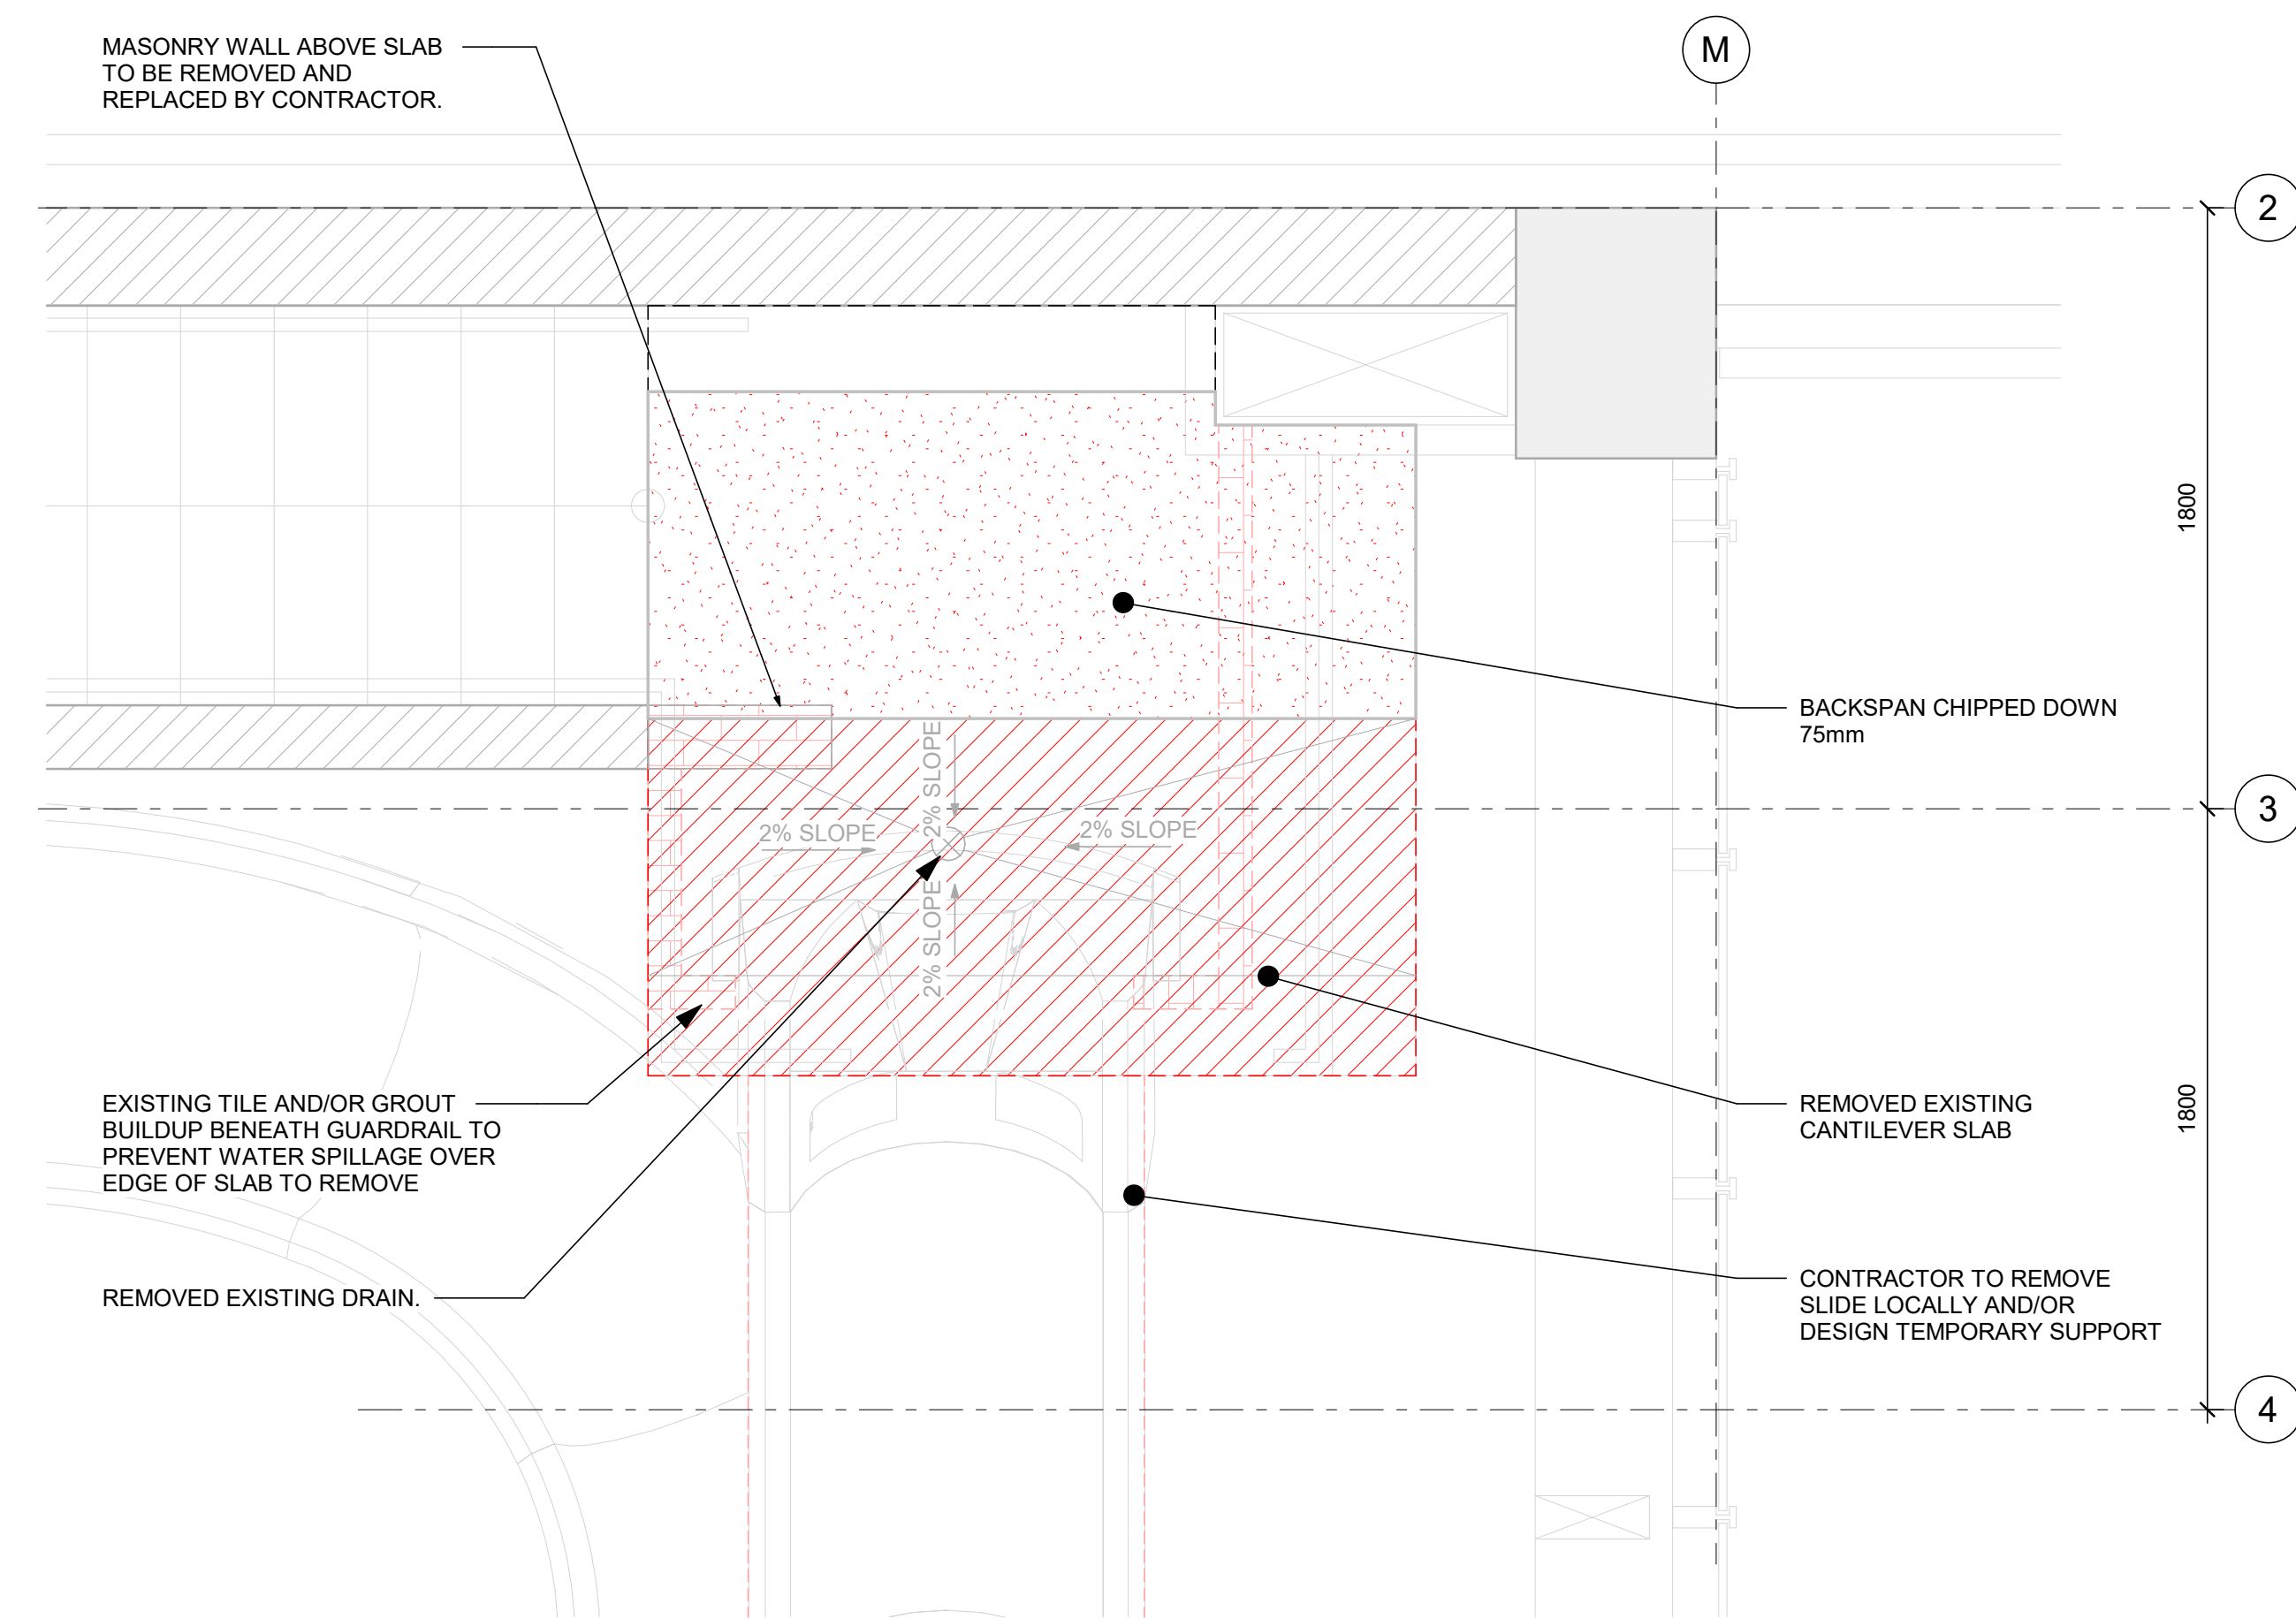 MASONRY WALL ABOVE SLAB
TO BE REMOVED AND
REPLACED BY CONTRACTOR.
M
2
1800
BACKSPAN CHIPPED DOWN
75mm
2% SLOPE
2% SLOPE
2% SLOPE
2% SLOPE
3
EXISTING TILE AND/OR GROUT
BUILDUP BENEATH GUARDRAIL TO
PREVENT WATER SPILLAGE OVER
EDGE OF SLAB TO REMOVE
REMOVED EXISTING
CANTILEVER SLAB
1800
REMOVED EXISTING DRAIN.
CONTRACTOR TO REMOVE
SLIDE LOCALLY AND/OR
DESIGN TEMPORARY SUPPORT
4